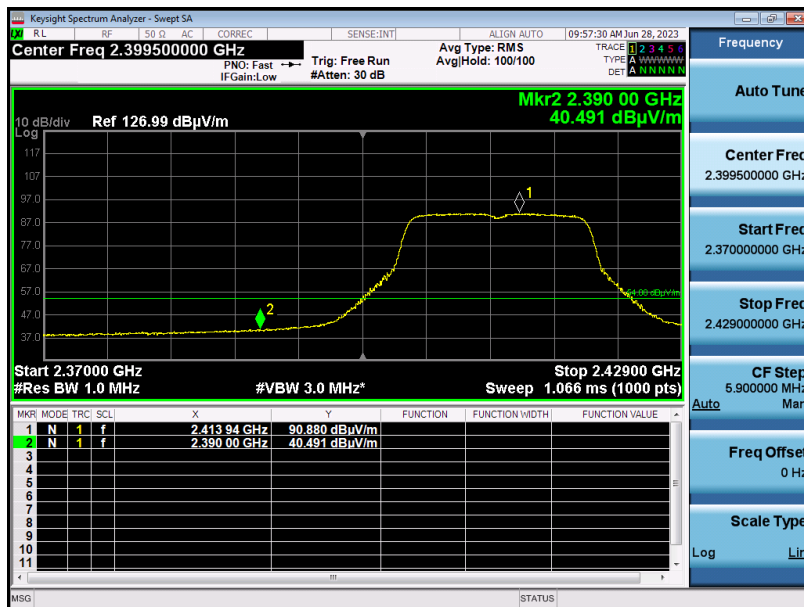 Keysight Spectrum Analyzer - Swept SA
LXI RL RF 50 Ω AC CORREC SENSE:INT ALIGN AUTO 09:57:30 AM Jun 28, 2023
Center Freq 2.399500000 GHz
PNO: Fast
IFGain:Low
Trig: Free Run
#Atten: 30 dB
Avg Type: RMS
Avg|Hold: 100/100
TRACE 1 2 3 4 5 6
TYPE A WWWWW
DET A N N N N N
Mkr2 2.390 00 GHz
40.491 dBµV/m
10 dB/div Ref 126.99 dBµV/m
Log
117
107
97.0
87.0
77.0
67.0
57.0
47.0
37.0
1
2
54.00 dBµV/m
Start 2.37000 GHz
Stop 2.42900 GHz
#Res BW 1.0 MHz
#VBW 3.0 MHz*
Sweep 1.066 ms (1000 pts)
MKR MODE TRC SCL X Y FUNCTION FUNCTION WIDTH FUNCTION VALUE
1 N 1 f 2.413 94 GHz 90.880 dBµV/m
2 N 1 f 2.390 00 GHz 40.491 dBµV/m
3
4
5
6
7
8
9
10
11
MSG STATUS
Frequency
Auto Tune
Center Freq
2.399500000 GHz
Start Freq
2.370000000 GHz
Stop Freq
2.429000000 GHz
CF Step
5.900000 MHz
Auto Man
Freq Offset
0 Hz
Scale Type
Log Lin